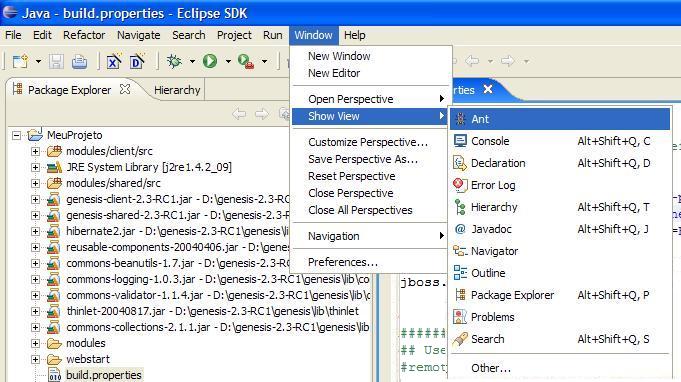 Java - build.properties - Eclipse SDK
File Edit Refactor Navigate Search Project Run Window Help
Package Explorer Hierarchy
MeuProjeto
modules/client/src
JRE System Library [j2re1.4.2_09]
modules/shared/src
genesis-client-2.3-RC1.jar - D:\genesis-2.3-RC1\genesis\
genesis-shared-2.3-RC1.jar - D:\genesis-2.3-RC1\genesis
hibernate2.jar - D:\genesis-2.3-RC1\genesis\lib\
reusable-components-20040406.jar - D:\genesis-2
commons-beanutils-1.7.jar - D:\genesis-2.3-RC1\gen
commons-logging-1.0.3.jar - D:\genesis-2.3-RC1\genesis\lib\co
commons-validator-1.1.4.jar - D:\genesis-2.3-RC1\genesis\lib\c
thinlet-20040817.jar - D:\genesis-2.3-RC1\genesis\lib\thinlet
commons-collections-2.1.1.jar - D:\genesis-2.3-RC1\genesis\lib
modules
webstart
build.properties
New Window
New Editor
Open Perspective
Show View
Customize Perspective...
Save Perspective As...
Reset Perspective
Close Perspective
Close All Perspectives
Navigation
Preferences...
rties
Ant
Console Alt+Shift+Q, C
Declaration Alt+Shift+Q, D
Error Log
Hierarchy Alt+Shift+Q, T
Javadoc Alt+Shift+Q, J
Navigator
Outline
Package Explorer Alt+Shift+Q, P
Problems
Search Alt+Shift+Q, S
Other...
jboss.
#####
## Use
#remot